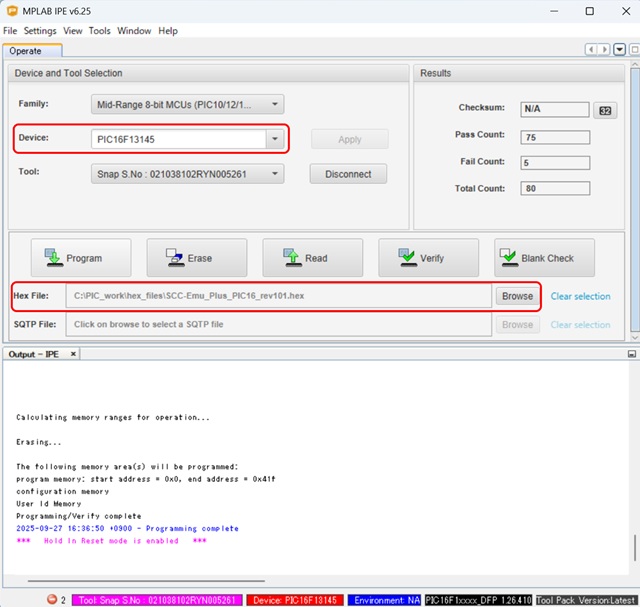 MPLAB IPE v6.25
File Settings View Tools Window Help
Operate
Device and Tool Selection
Family: Mid-Range 8-bit MCUs (PIC10/12/1...
Device: PIC16F13145 Apply
Tool: Snap S.No : 021038102RYN005261 Disconnect
Results
Checksum: N/A 32
Pass Count: 75
Fail Count: 5
Total Count: 80
Program Erase Read Verify Blank Check
Hex File: C:\PIC_work\hex_files\SCC-Emu_Plus_PIC16_rev101.hex Browse Clear selection
SQTP File: Click on browse to select a SQTP file Browse Clear selection
Output - IPE
Calculating memory ranges for operation...
Erasing...
The following memory area(s) will be programmed:
program memory: start address = 0x0, end address = 0x41f
configuration memory
User Id Memory
Programming/Verify complete
2025-09-27 16:36:50 +0900 - Programming complete
*** Hold In Reset mode is enabled ***
2 Tool: Snap S.No : 021038102RYN005261 Device: PIC16F13145 Environment: NA PIC16F1xxxx_DFP 1.26.410 Tool Pack Version:Latest